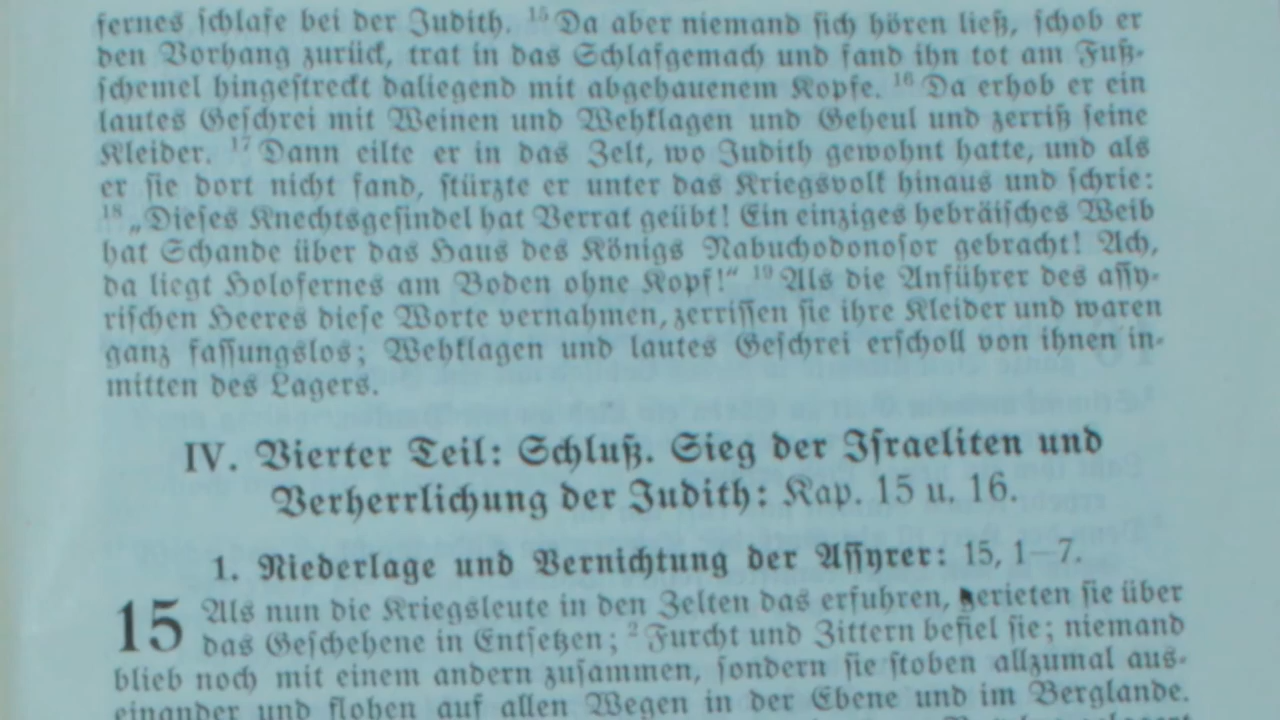 fernes schlafe bei der Judith. 15 Da aber niemand sich hören ließ, schob er
den Vorhang zurück, trat in das Schlafgemach und fand ihn tot am Fuß-
schemel hingestreckt daliegend mit abgehauenem Kopfe. 16 Da erhob er ein
lautes Geschrei mit Weinen und Wehklagen und Geheul und zerriß seine
Kleider. 17 Dann eilte er in das Zelt, wo Judith gewohnt hatte, und als
er sie dort nicht fand, stürzte er unter das Kriegsvolk hinaus und schrie:
18 „Dieses Knechtsgesindel hat Verrat geübt! Ein einziges hebräisches Weib
hat Schande über das Haus des Königs Nabuchodonosor gebracht! Ach,
da liegt Holofernes am Boden ohne Kopf!“ 19 Als die Anführer des assy-
rischen Heeres diese Worte vernahmen, zerrissen sie ihre Kleider und waren
ganz fassungslos; Wehklagen und lautes Geschrei erscholl von ihnen in-
mitten des Lagers.
IV. Vierter Teil: Schluß. Sieg der Israeliten und
Verherrlichung der Judith: Kap. 15 u. 16.
1. Niederlage und Vernichtung der Assyrer: 15, 1–7.
15 Als nun die Kriegsleute in den Zelten das erfuhren, gerieten sie über
das Geschehene in Entsetzen; 2 Furcht und Zittern befiel sie; niemand
blieb noch mit einem andern zusammen, sondern sie stoben allzumal aus-
einander und flohen auf allen Wegen in der Ebene und im Berglande.